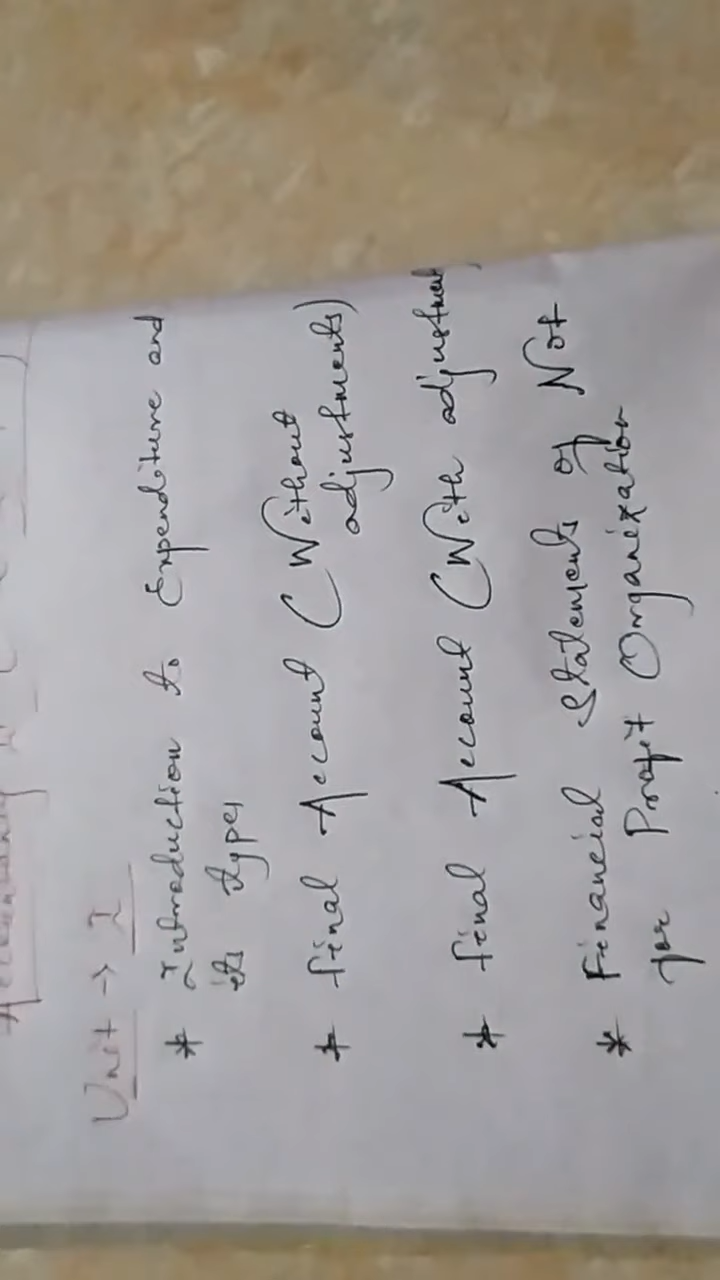 Unit → I
* Introduction to Expenditure and
its types
* final Account (Without
adjustments)
* final Account (With
* Financial Statements of Not
for Profit Organization